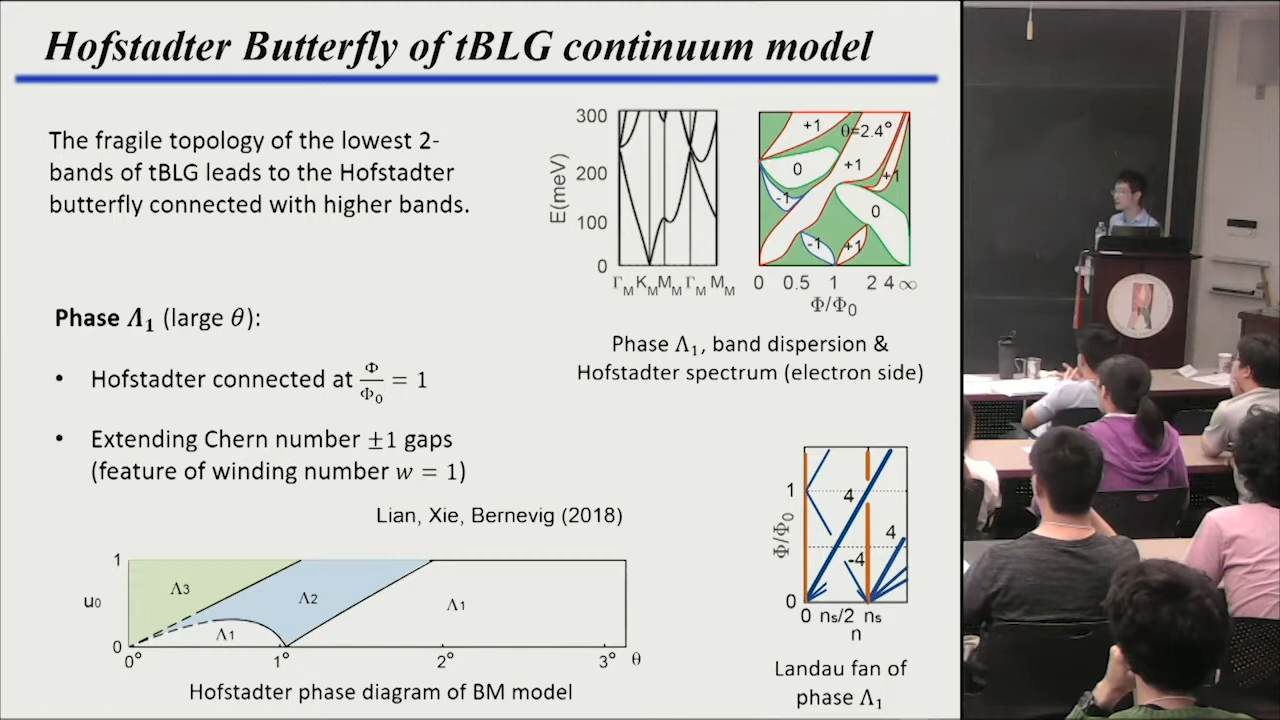 Hofstadter Butterfly of tBLG continuum model
The fragile topology of the lowest 2-
bands of tBLG leads to the Hofstadter
butterfly connected with higher bands.
Phase Λ₁ (large θ):
• Hofstadter connected at Φ/Φ₀ = 1
• Extending Chern number ±1 gaps
(feature of winding number w = 1)
Lian, Xie, Bernevig (2018)
1
u₀
0
Λ3
Λ2
Λ1
Λ1
0° 1° 2° 3° θ
Hofstadter phase diagram of BM model
300
200
100
0
E(meV)
Γ_M K_M M_M Γ_M M_M
+1 θ=2.4°
0 +1 +1
-1 0
-1 +1
0 0.5 1 2 4 ∞
Φ/Φ₀
Phase Λ₁, band dispersion &
Hofstadter spectrum (electron side)
1
Φ/Φ₀
0
4
4
-4
0 ns/2 ns
n
Landau fan of
phase Λ₁